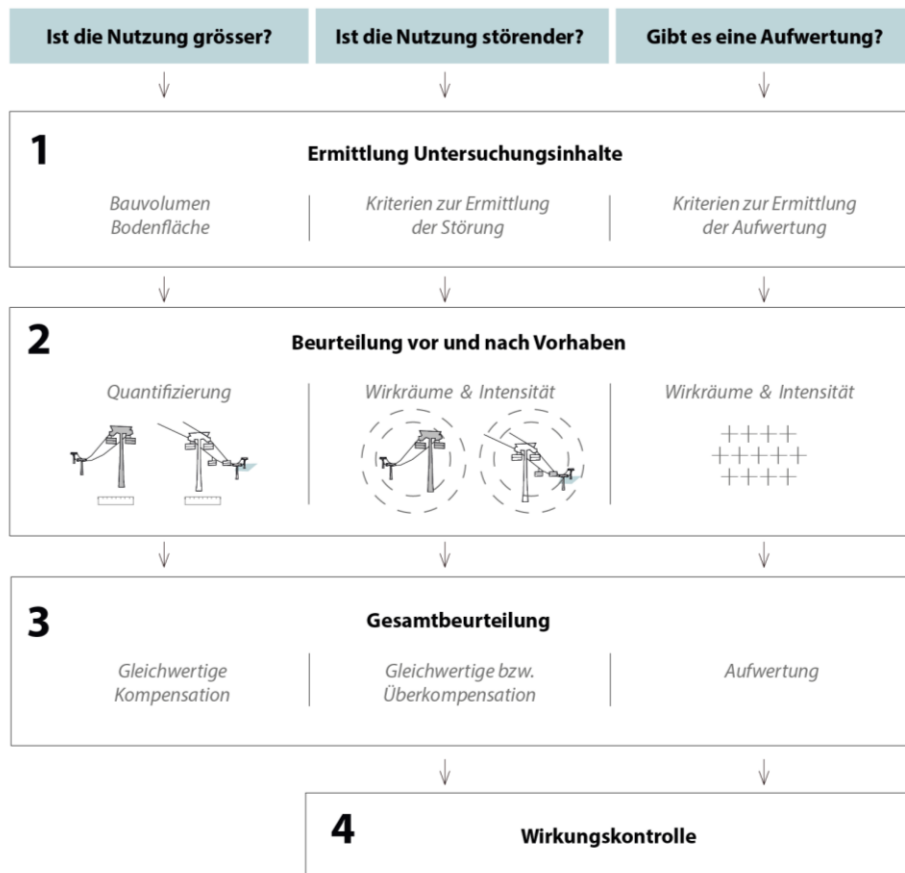 Ist die Nutzung grösser?
Ist die Nutzung störender?
Gibt es eine Aufwertung?
1
Ermittlung Untersuchungsinhalte
Bauvolumen
Bodenfläche
Kriterien zur Ermittlung
der Störung
Kriterien zur Ermittlung
der Aufwertung
2
Beurteilung vor und nach Vorhaben
Quantifizierung
Wirkräume & Intensität
Wirkräume & Intensität
3
Gesamtbeurteilung
Gleichwertige
Kompensation
Gleichwertige bzw.
Überkompensation
Aufwertung
4
Wirkungskontrolle